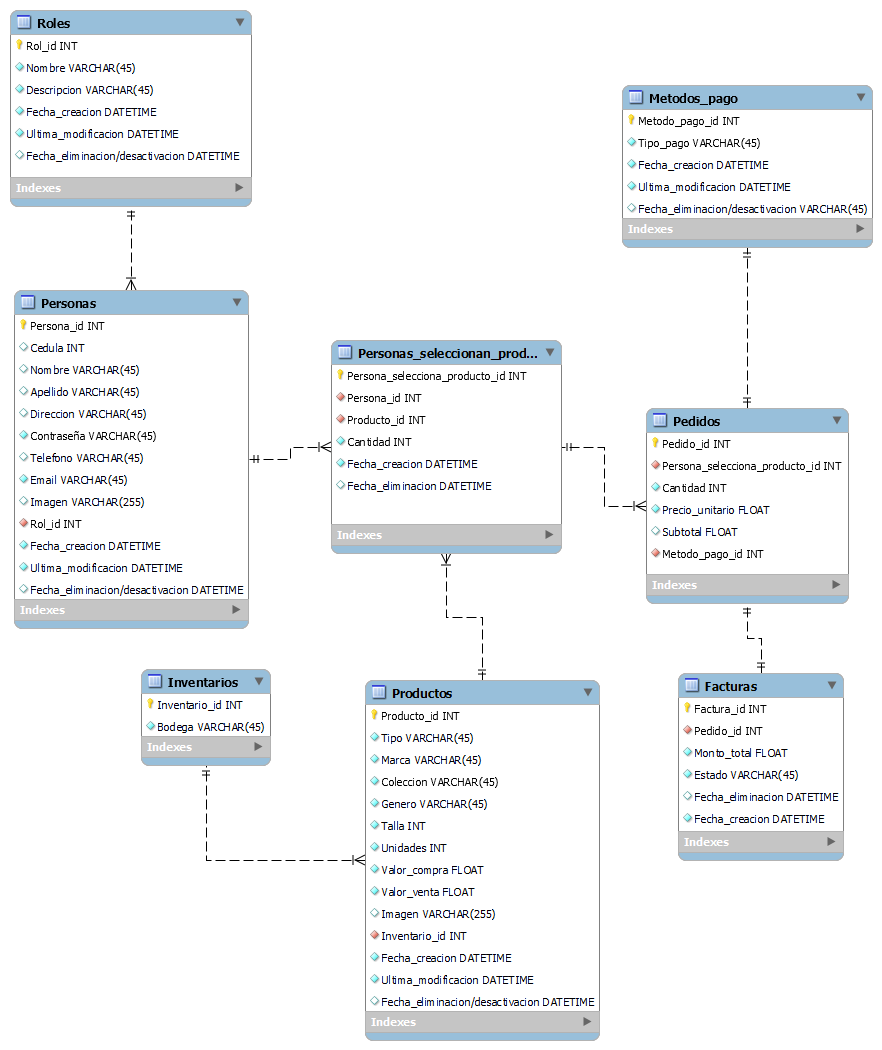 Roles
Rol_id INT
Nombre VARCHAR(45)
Descripcion VARCHAR(45)
Fecha_creacion DATETIME
Ultima_modificacion DATETIME
Fecha_eliminacion/desactivacion DATETIME
Indexes
Metodos_pago
Metodo_pago_id INT
Tipo_pago VARCHAR(45)
Fecha_creacion DATETIME
Ultima_modificacion DATETIME
Fecha_eliminacion/desactivacion VARCHAR(45)
Indexes
Personas
Persona_id INT
Cedula INT
Nombre VARCHAR(45)
Apellido VARCHAR(45)
Direccion VARCHAR(45)
Contraseña VARCHAR(45)
Telefono VARCHAR(45)
Email VARCHAR(45)
Imagen VARCHAR(255)
Rol_id INT
Fecha_creacion DATETIME
Ultima_modificacion DATETIME
Fecha_eliminacion/desactivacion DATETIME
Indexes
Personas_seleccionan_prod...
Persona_selecciona_producto_id INT
Persona_id INT
Producto_id INT
Cantidad INT
Fecha_creacion DATETIME
Fecha_eliminacion DATETIME
Indexes
Pedidos
Pedido_id INT
Persona_selecciona_producto_id INT
Cantidad INT
Precio_unitario FLOAT
Subtotal FLOAT
Metodo_pago_id INT
Indexes
Inventarios
Inventario_id INT
Bodega VARCHAR(45)
Indexes
Productos
Producto_id INT
Tipo VARCHAR(45)
Marca VARCHAR(45)
Coleccion VARCHAR(45)
Genero VARCHAR(45)
Talla INT
Unidades INT
Valor_compra FLOAT
Valor_venta FLOAT
Imagen VARCHAR(255)
Inventario_id INT
Fecha_creacion DATETIME
Ultima_modificacion DATETIME
Fecha_eliminacion/desactivacion DATETIME
Indexes
Facturas
Factura_id INT
Pedido_id INT
Monto_total FLOAT
Estado VARCHAR(45)
Fecha_eliminacion DATETIME
Fecha_creacion DATETIME
Indexes